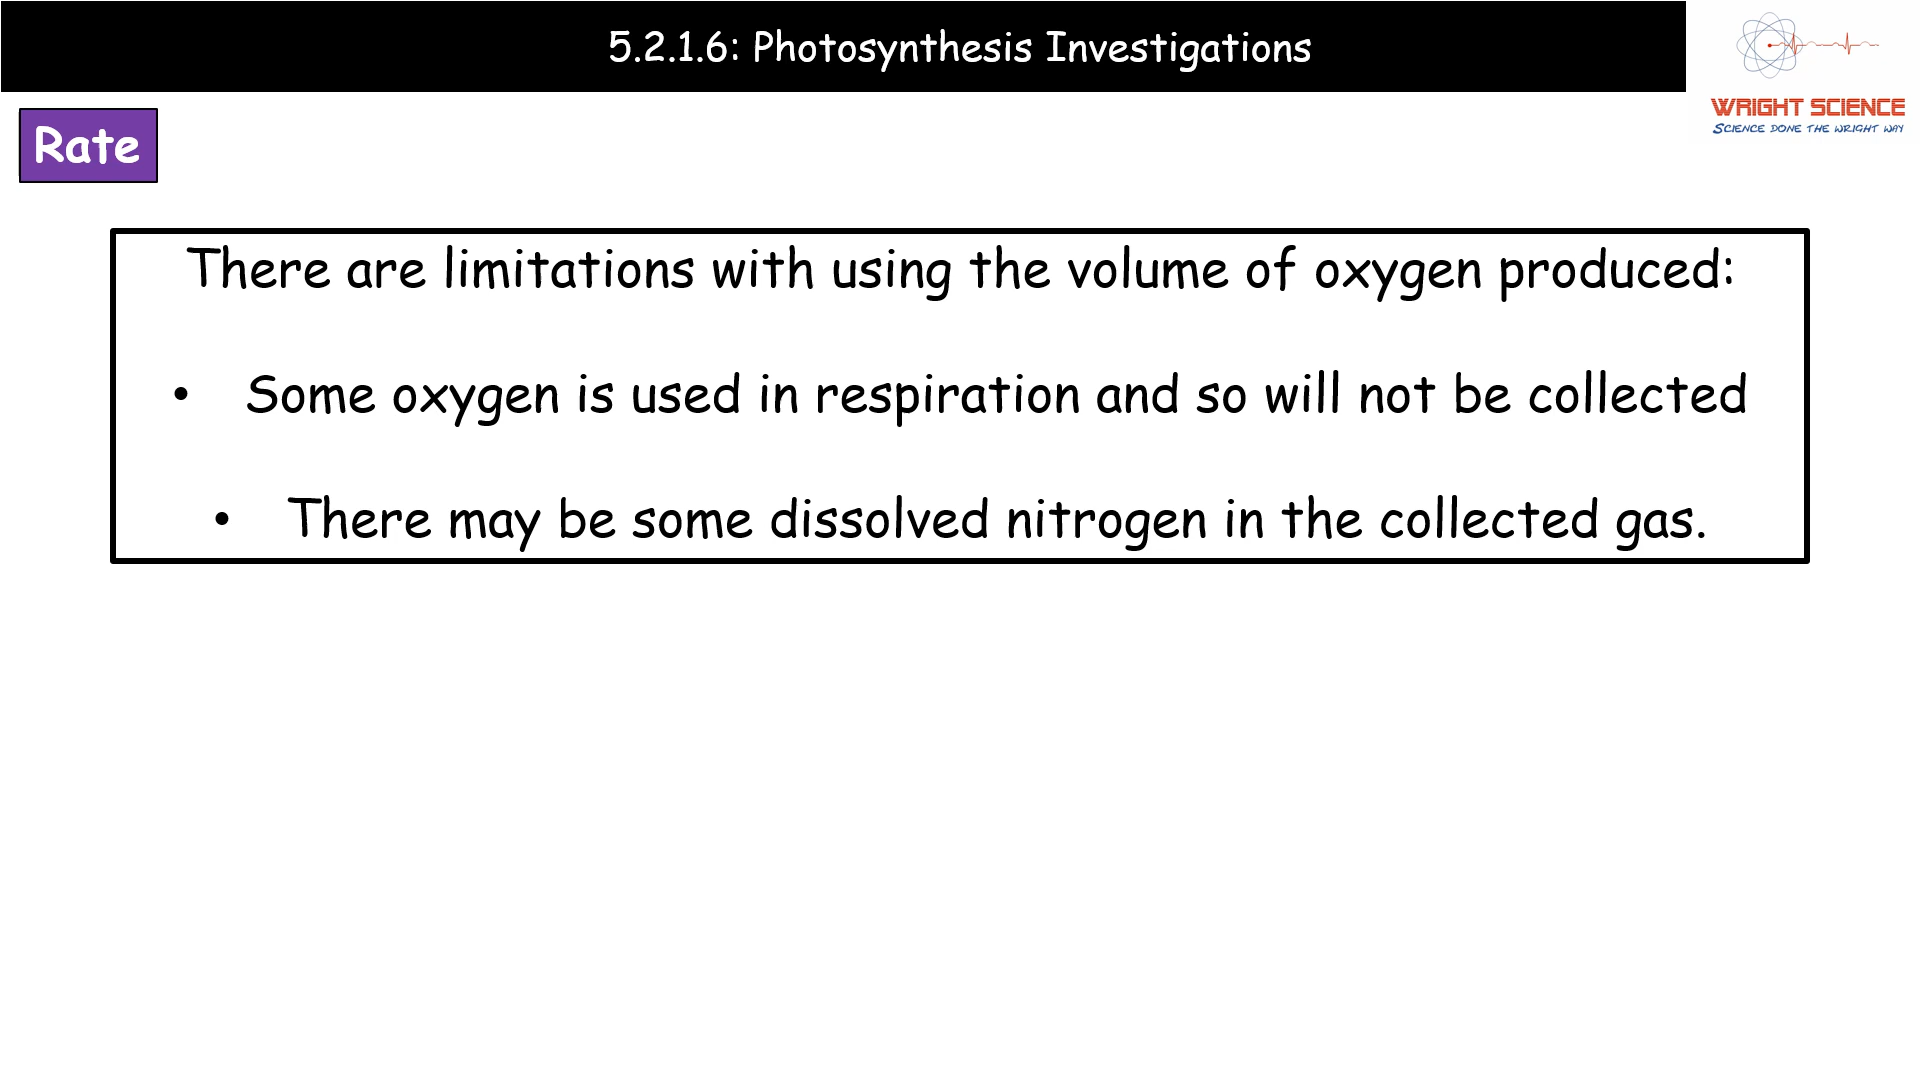 5.2.1.6: Photosynthesis Investigations
WRIGHT SCIENCE
SCIENCE DONE THE WRIGHT WAY
Rate
There are limitations with using the volume of oxygen produced:
• Some oxygen is used in respiration and so will not be collected
• There may be some dissolved nitrogen in the collected gas.